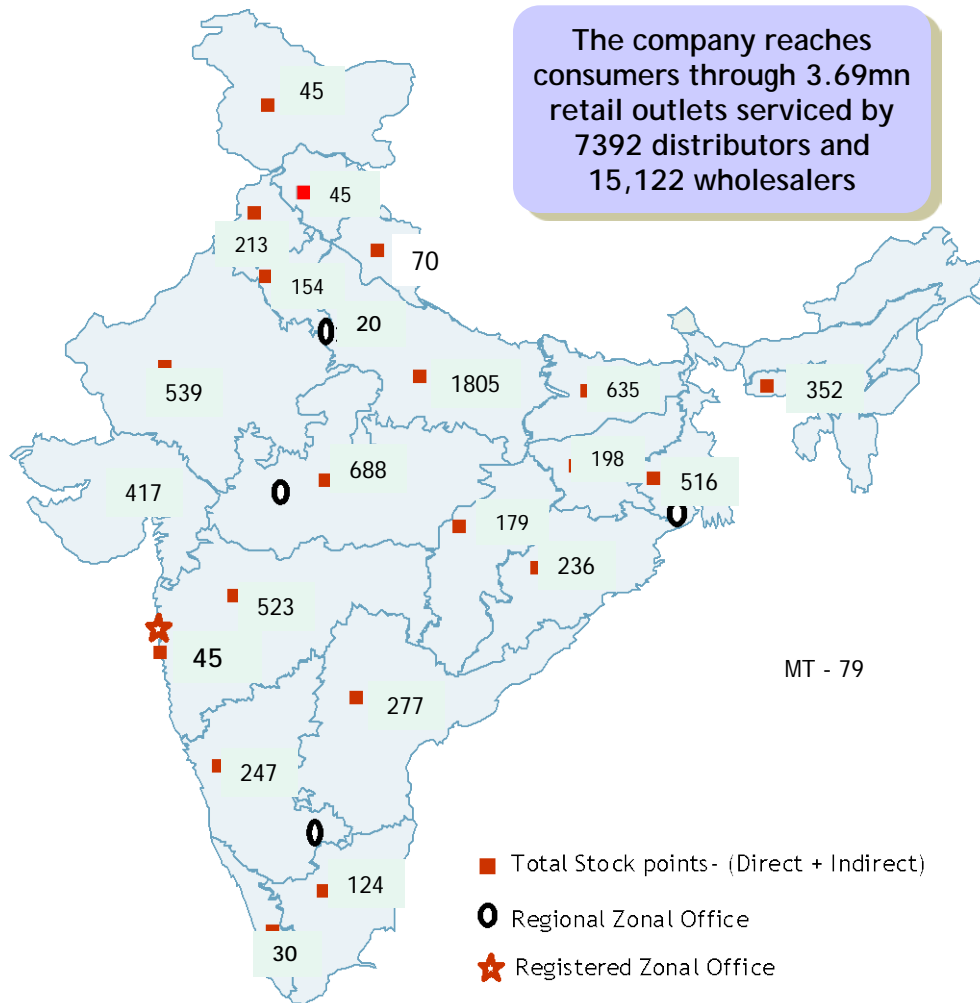 The company reaches
consumers through 3.69mn
retail outlets serviced by
7392 distributors and
15,122 wholesalers
45
45
213
70
154
20
539
1805
635
352
688
198
516
417
179
236
523
45
MT - 79
277
247
124
30
Total Stock points- (Direct + Indirect)
Regional Zonal Office
Registered Zonal Office